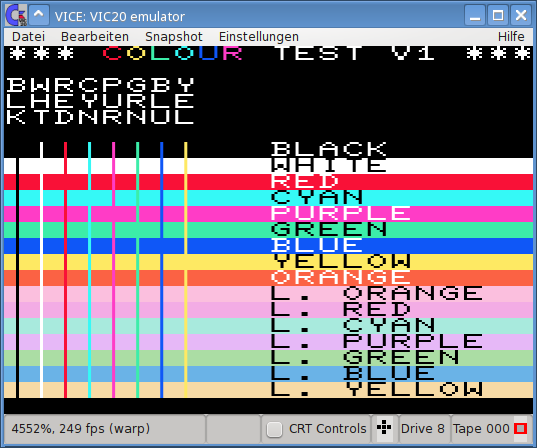 VICE: VIC20 emulator
Datei Bearbeiten Snapshot Einstellungen Hilfe
*** COLOUR TEST V1 ***
BWRCPGBY
LHEYURLE
KTDNRNUL
BLACK
WHITE
RED
CYAN
PURPLE
GREEN
BLUE
YELLOW
ORANGE
L. ORANGE
L. RED
L. CYAN
L. PURPLE
L. GREEN
L. BLUE
L. YELLOW
4552%, 249 fps (warp) CRT Controls Drive 8 Tape 000